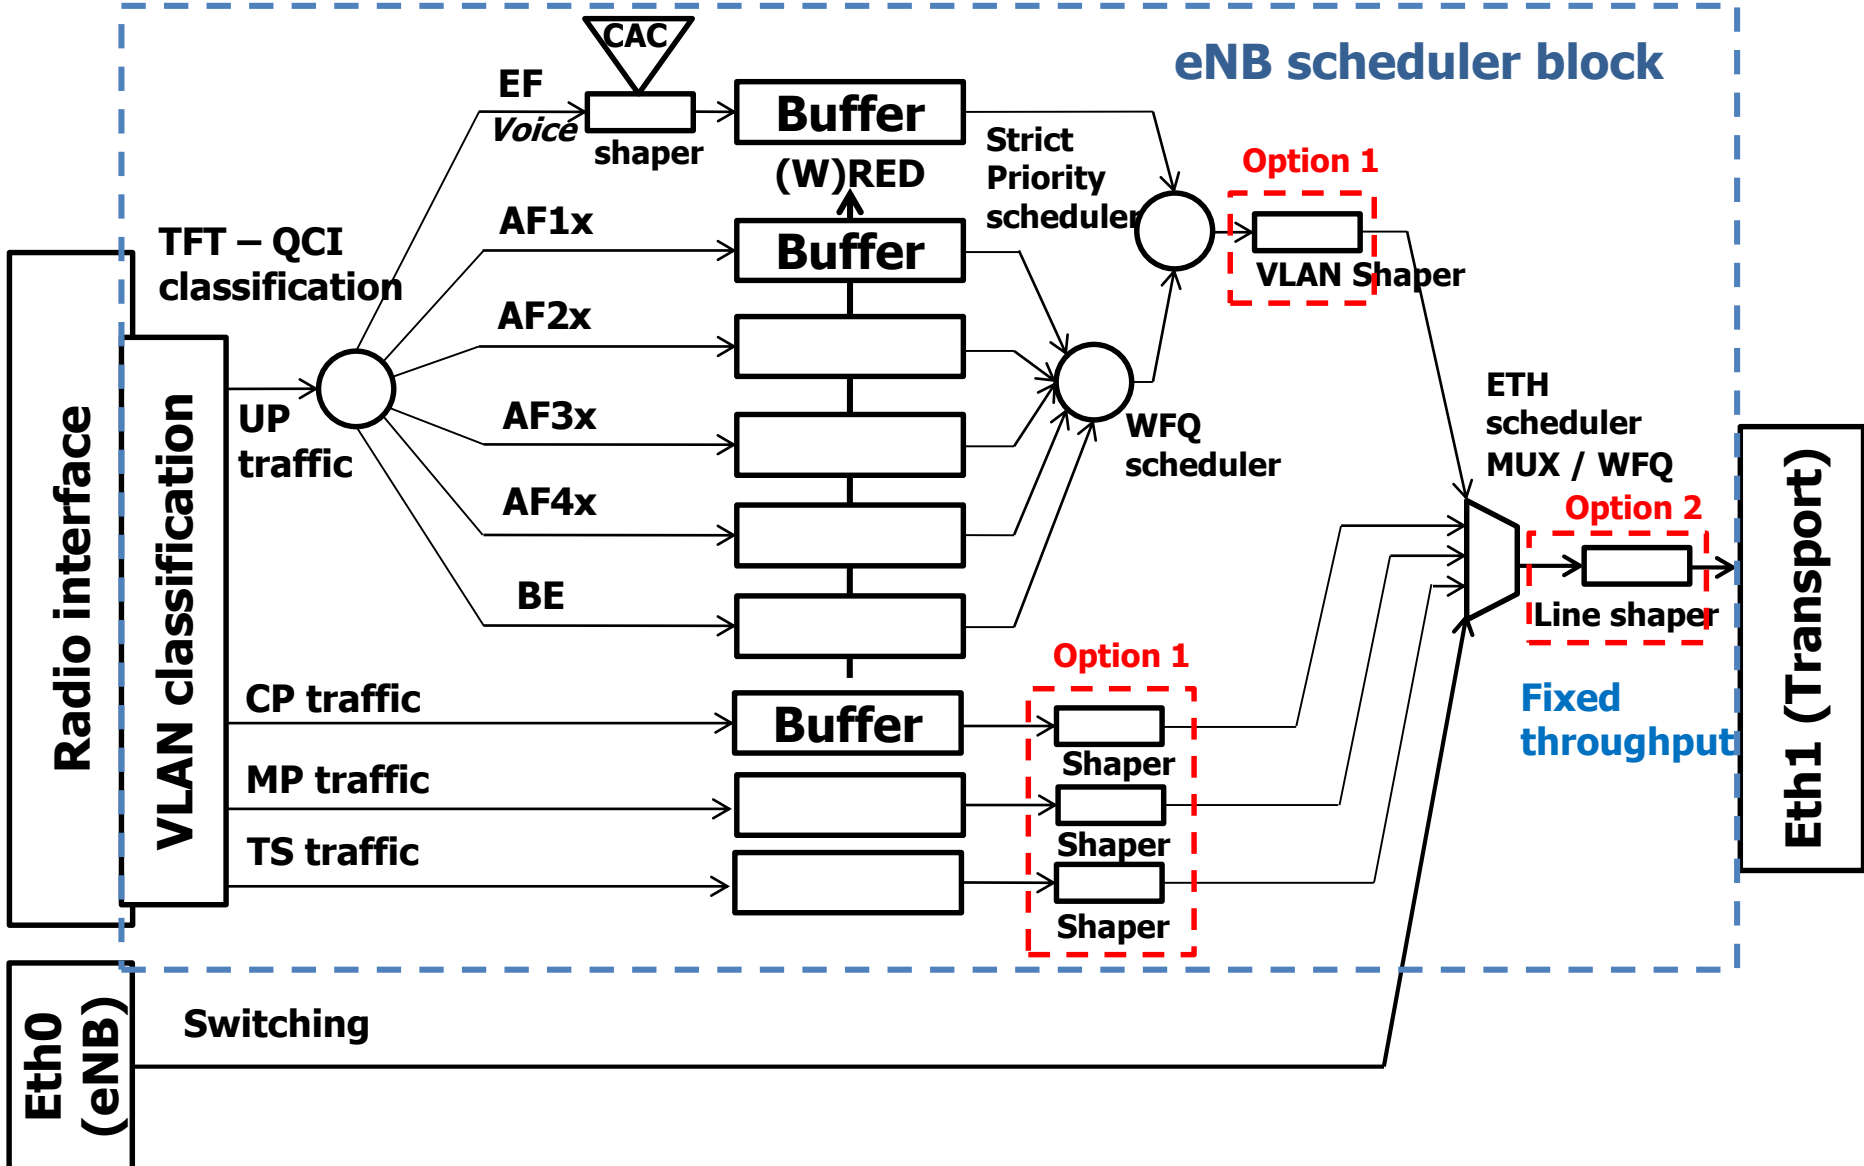 CAC
eNB scheduler block
EF
Voice
shaper
Buffer
Strict
Priority
scheduler
Option 1
(W)RED
TFT – QCI
classification
AF1x
Buffer
VLAN Shaper
AF2x
UP
traffic
AF3x
WFQ
scheduler
ETH
scheduler
MUX / WFQ
AF4x
Option 2
BE
Line shaper
Option 1
Radio interface
VLAN classification
CP traffic
Buffer
Shaper
Fixed
throughput
Eth1 (Transport)
MP traffic
Shaper
TS traffic
Shaper
Eth0
(eNB)
Switching